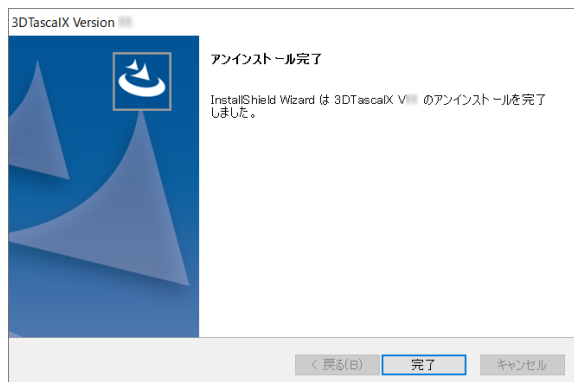 3DTascalX Version
アンインストール完了
InstallShield Wizard は 3DTascalX V のアンインストールを完了
しました。
< 戻る(B)
完了
キャンセル